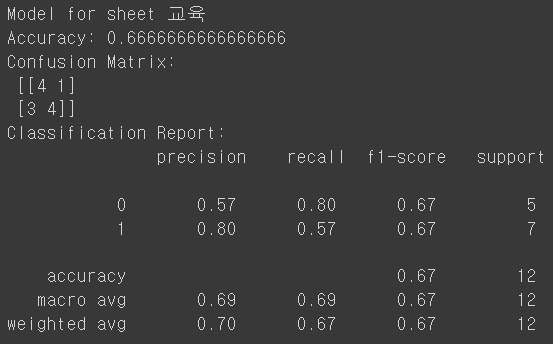 Model for sheet 교육
Accuracy: 0.6666666666666666
Confusion Matrix:
[[4 1]
[3 4]]
Classification Report:
precision recall f1-score support
0 0.57 0.80 0.67 5
1 0.80 0.57 0.67 7
accuracy 0.67 12
macro avg 0.69 0.69 0.67 12
weighted avg 0.70 0.67 0.67 12